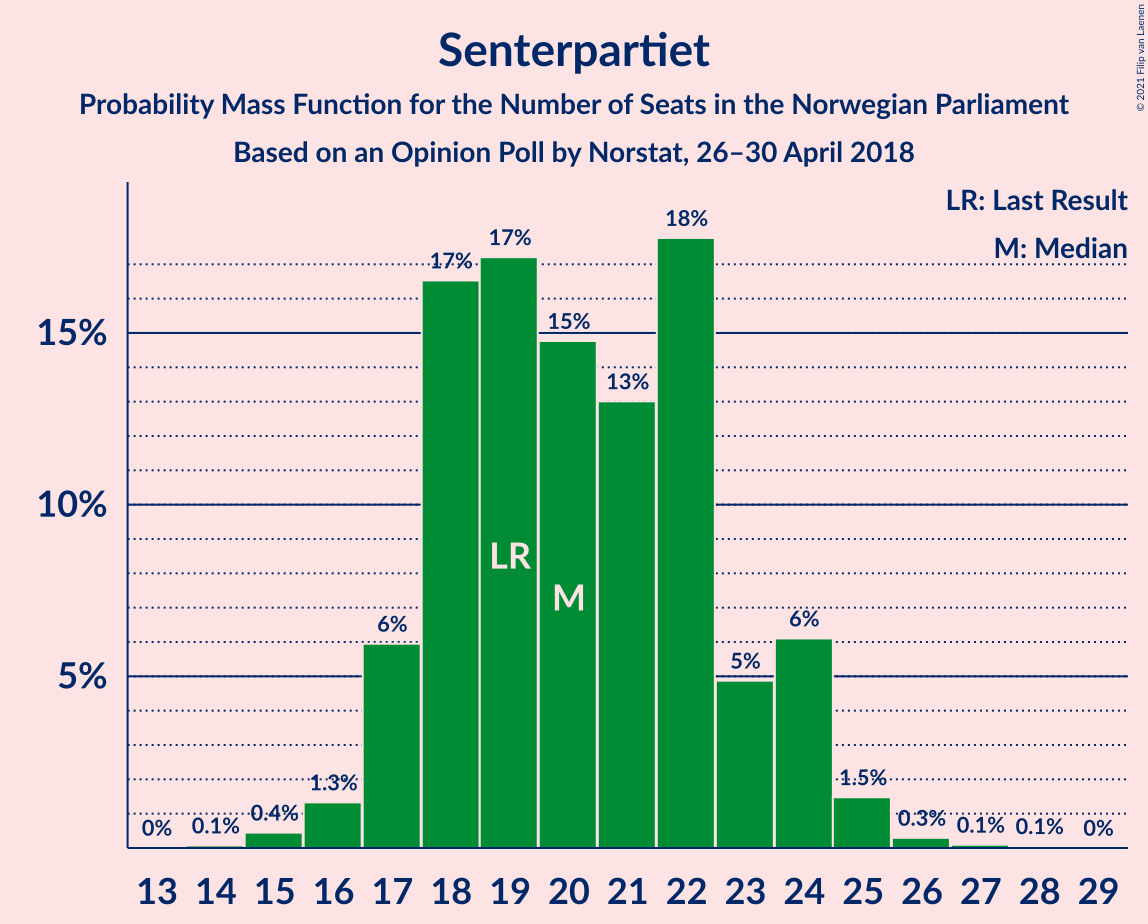 Senterpartiet
Probability Mass Function for the Number of Seats in the Norwegian Parliament
Based on an Opinion Poll by Norstat, 26–30 April 2018
© 2021 Filip van Laenen
LR: Last Result
M: Median
15%
10%
5%
0%
0.1%
0.4%
1.3%
6%
17%
17%
15%
13%
18%
5%
6%
1.5%
0.3%
0.1%
0.1%
0%
LR
M
13 14 15 16 17 18 19 20 21 22 23 24 25 26 27 28 29